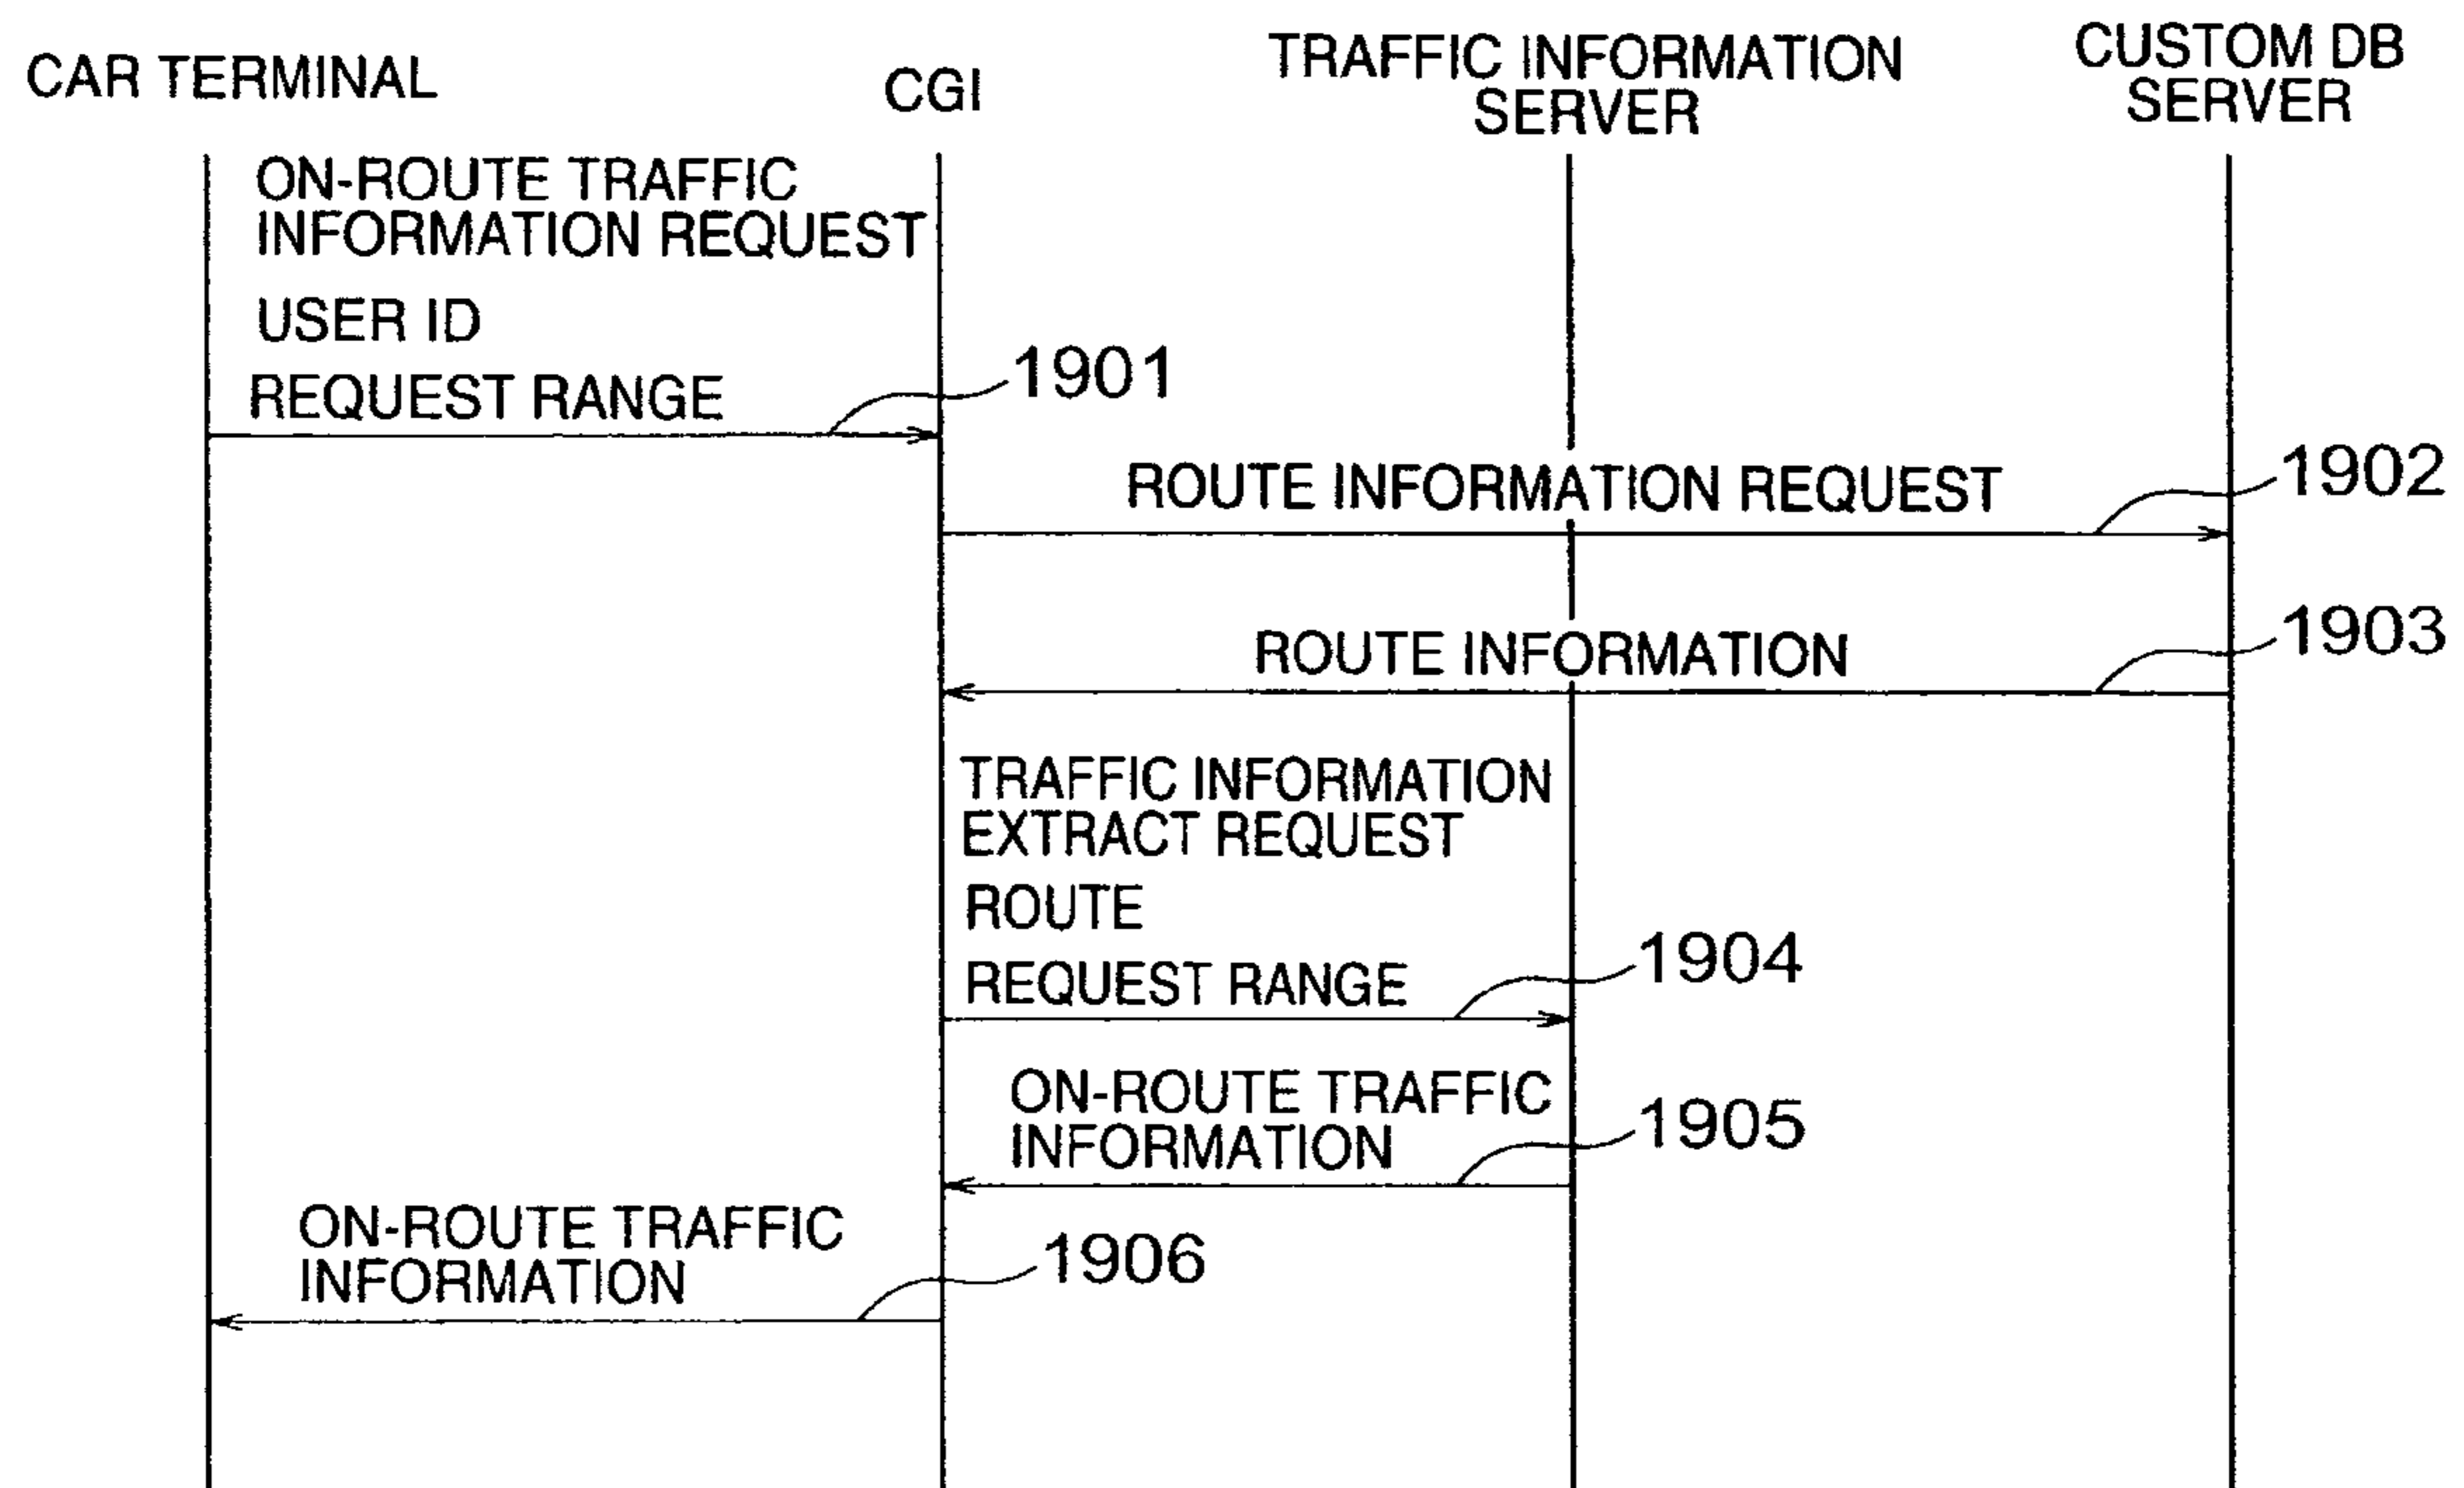 CAR TERMINAL
CGI
TRAFFIC INFORMATION
SERVER
CUSTOM DB
SERVER
ON-ROUTE TRAFFIC
INFORMATION REQUEST
USER ID
REQUEST RANGE
1901
ROUTE INFORMATION REQUEST
1902
ROUTE INFORMATION
1903
TRAFFIC INFORMATION
EXTRACT REQUEST
ROUTE
REQUEST RANGE
1904
ON-ROUTE TRAFFIC
INFORMATION
1905
ON-ROUTE TRAFFIC
INFORMATION
1906